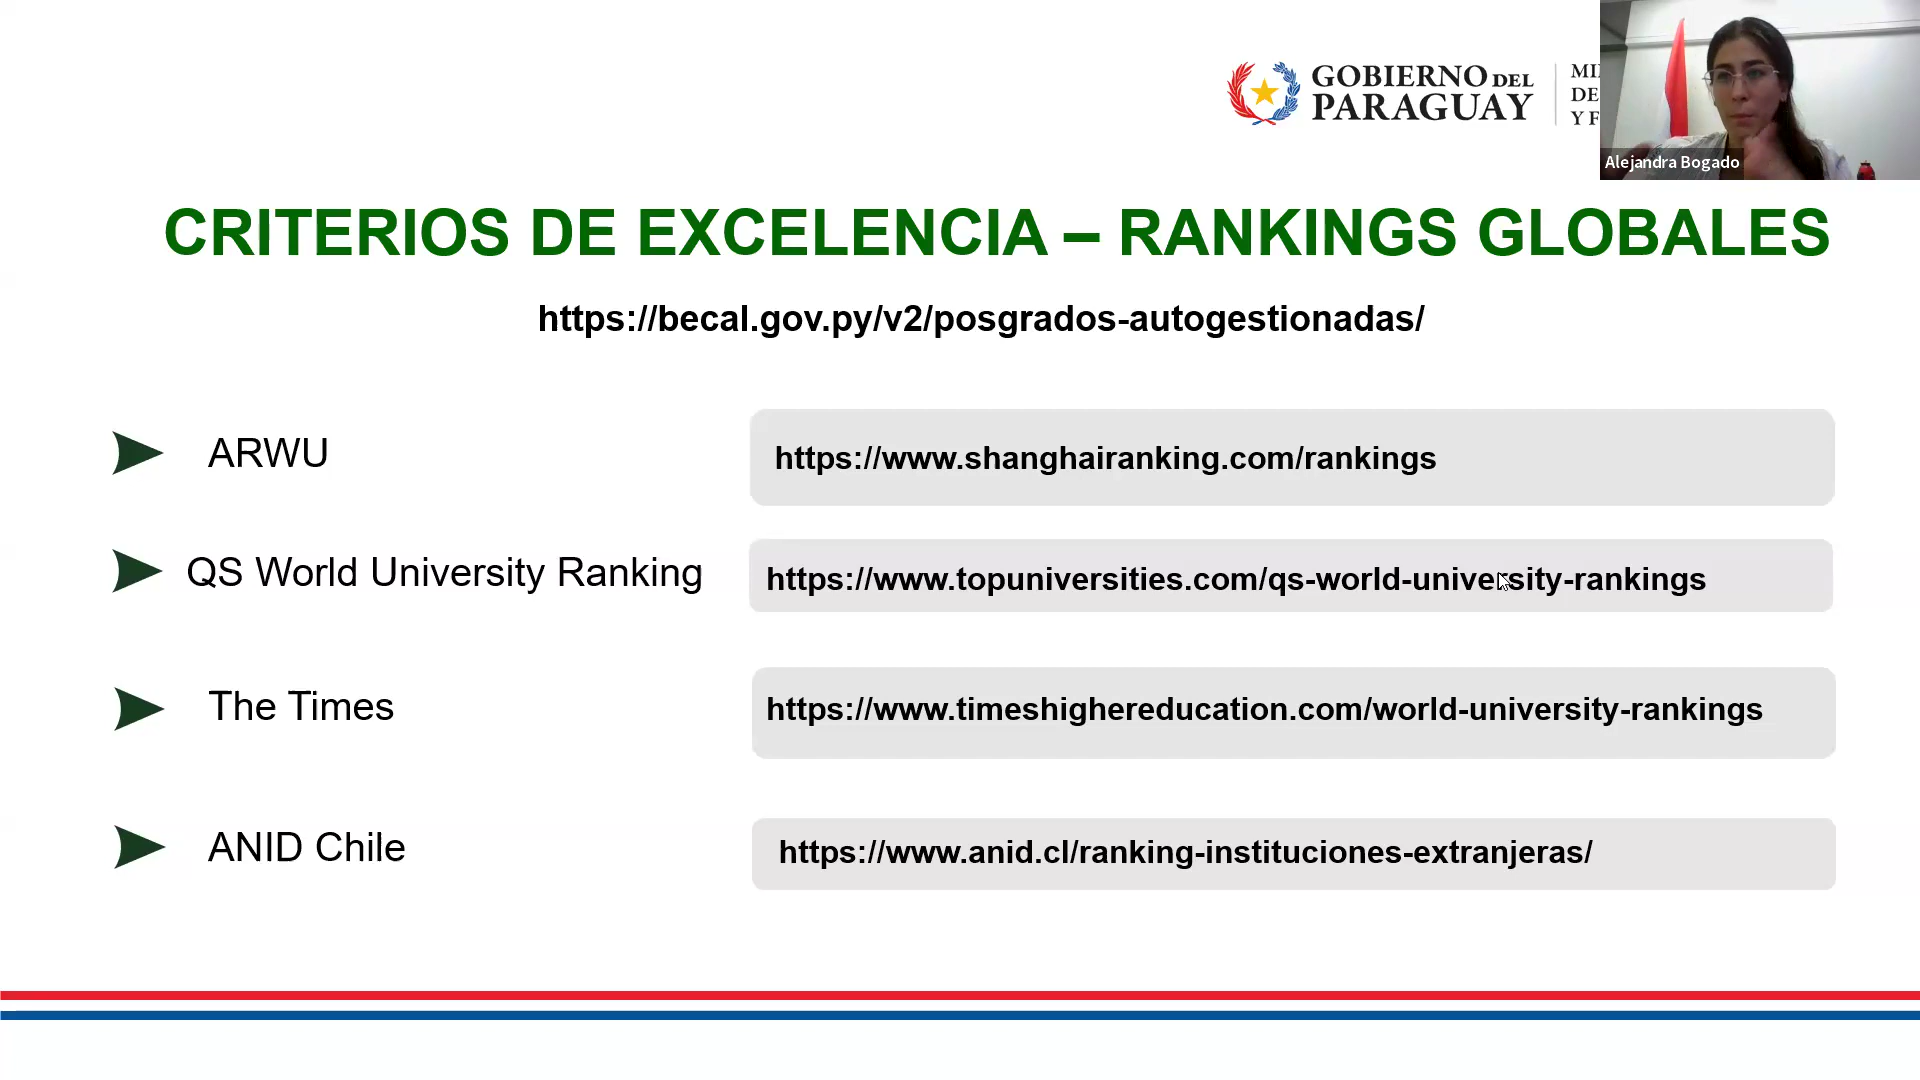 GOBIERNO DEL
PARAGUAY
DE
Y
Alejandra Bogado
CRITERIOS DE EXCELENCIA – RANKINGS GLOBALES
https://becal.gov.py/v2/posgrados-autogestionadas/
ARWU
https://www.shanghairanking.com/rankings
QS World University Ranking
https://www.topuniversities.com/qs-world-university-rankings
The Times
https://www.timeshighereducation.com/world-university-rankings
ANID Chile
https://www.anid.cl/ranking-instituciones-extranjeras/